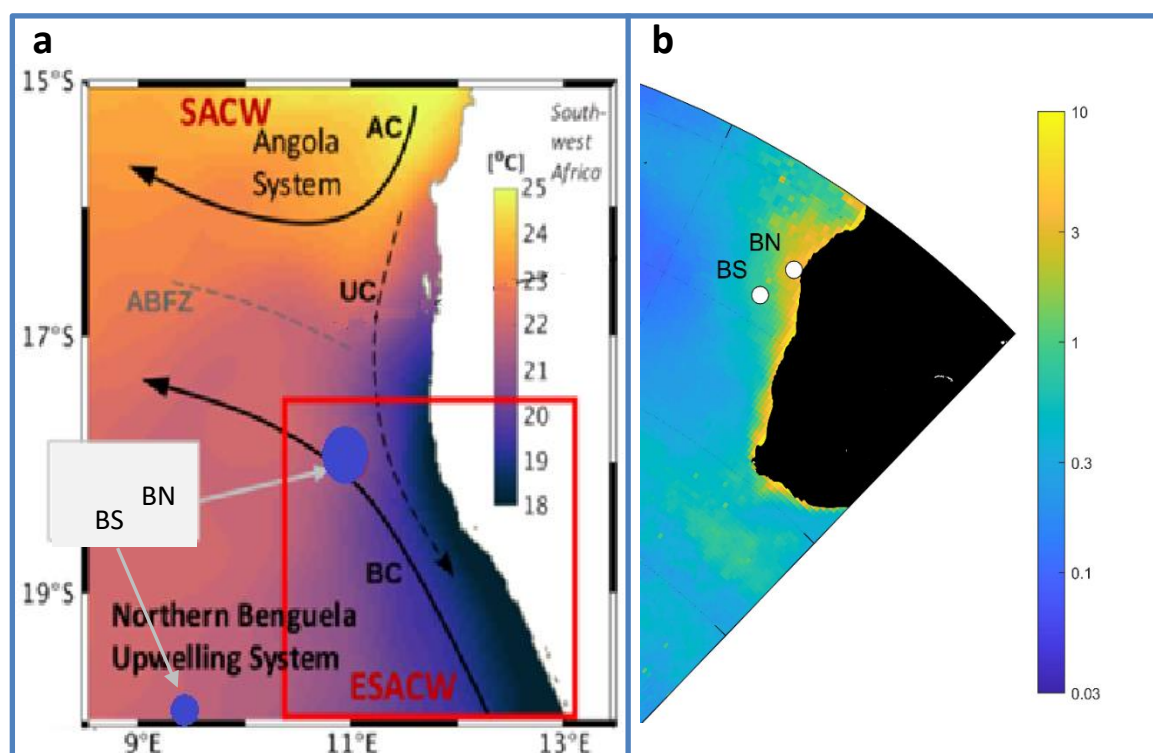 a
15°S
17°S
19°S
9°E
11°E
13°E
SACW
Angola
System
AC
South-
west
Africa
[°C]
25
24
23
22
21
20
19
18
ABFZ
UC
BN
BS
BC
Northern Benguela
Upwelling System
ESACW
b
BN
BS
10
3
1
0.3
0.1
0.03